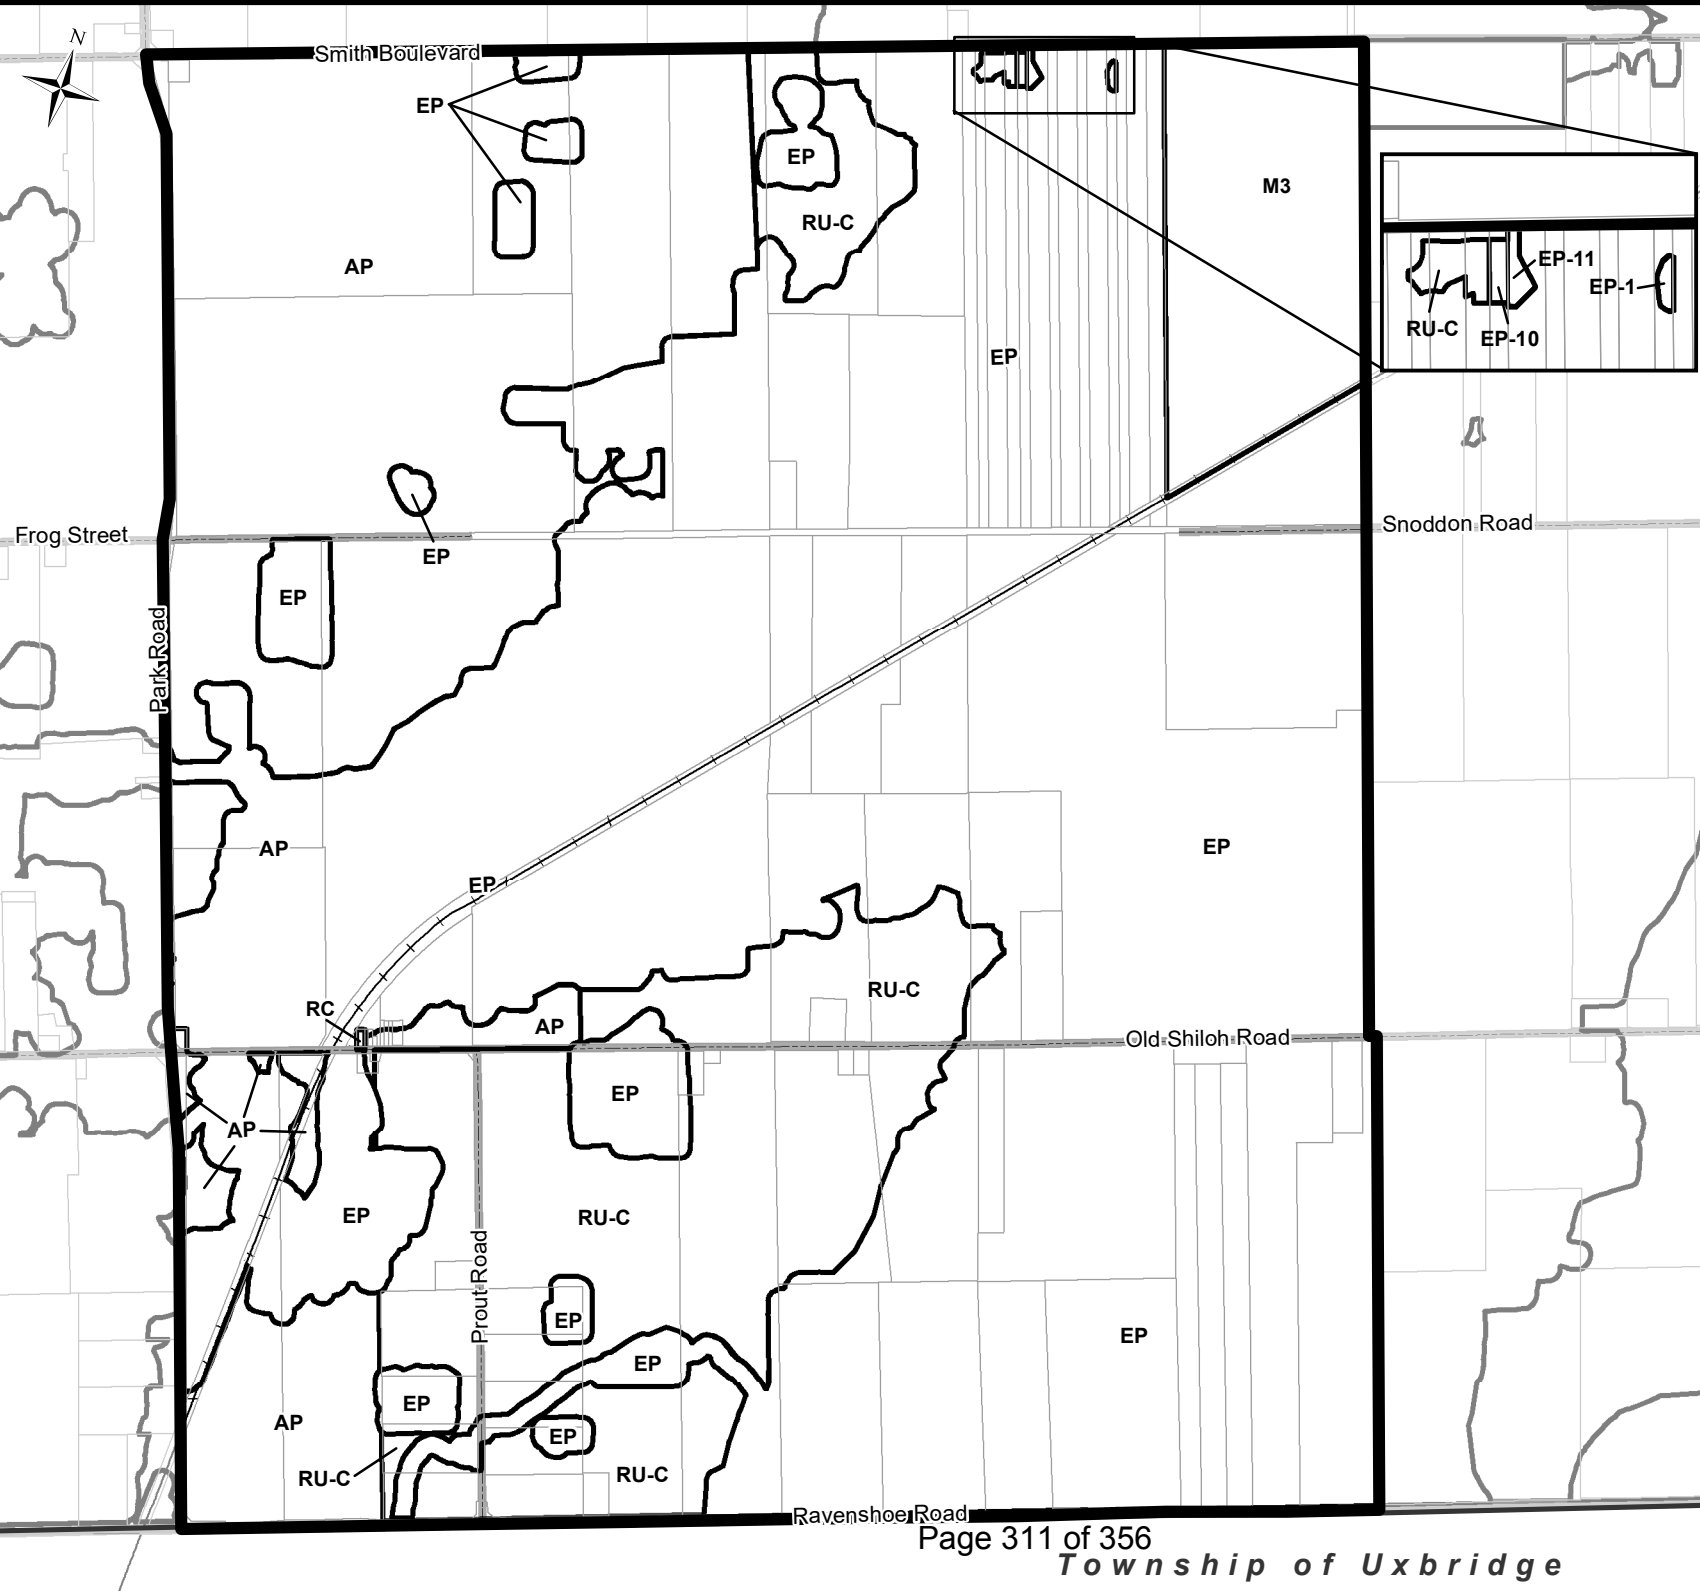 N
Smith Boulevard
EP
EP
M3
RU-C
AP
EP-11
EP-1
RU-C
EP-10
EP
Frog Street
Snoddon Road
EP
EP
Park Road
AP
EP
EP
RU-C
RC
AP
Old Shiloh Road
EP
AP
EP
RU-C
Prout Road
EP
EP
EP
EP
AP
EP
RU-C
RU-C
Ravenshoe Road
Page 311 of 356
Township of Uxbridge